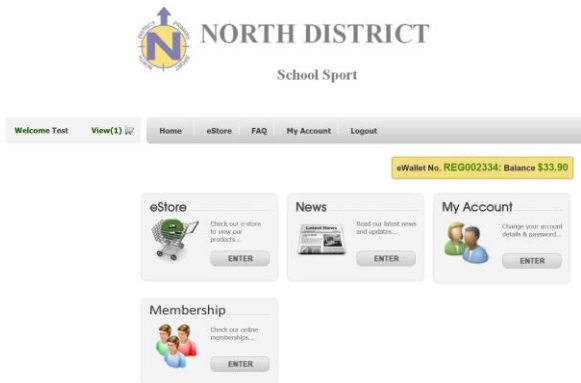 NORTH DISTRICT
School Sport
Welcome Test View(1)
Home eStore FAQ My Account Logout
eWallet No. REG002334: Balance $33.90
eStore
Check our e-store
to view our
products...
ENTER
News
Latest News
Read our latest news
and updates...
ENTER
My Account
Change your account
details & password...
ENTER
Membership
Check our online
memberships...
ENTER